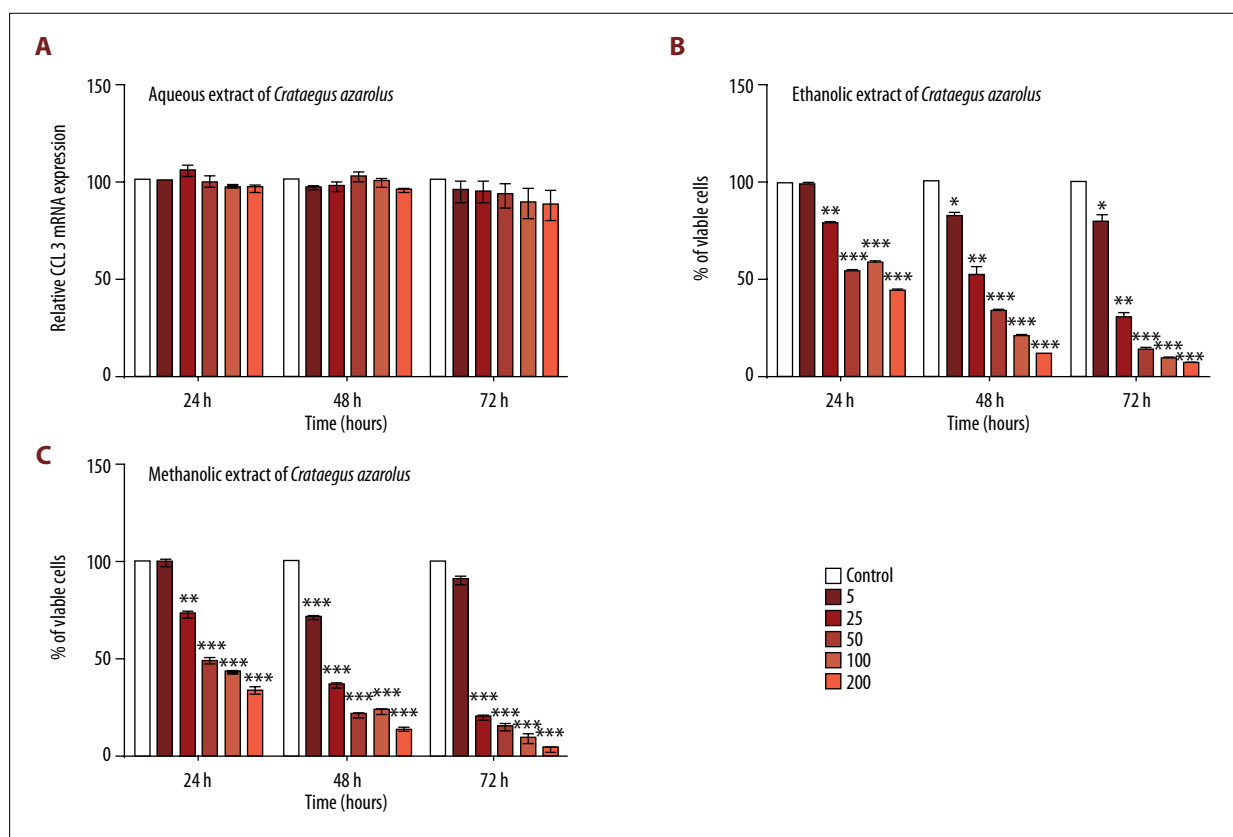 A
150
Aqueous extract of Crataegus azarolus
Relative CCL 3 mRNA expression
100
50
0
24 h
48 h
72 h
Time (hours)
B
150
Ethanolic extract of Crataegus azarolus
% of vlable cells
100
50
0
**
***
***
***
*
**
***
***
***
*
**
***
***
***
24 h
48 h
72 h
Time (hours)
C
150
Methanolic extract of Crataegus azarolus
% of vlable cells
100
50
0
**
***
***
***
***
***
***
***
***
***
***
***
***
24 h
48 h
72 h
Time (hours)
Control
5
25
50
100
200